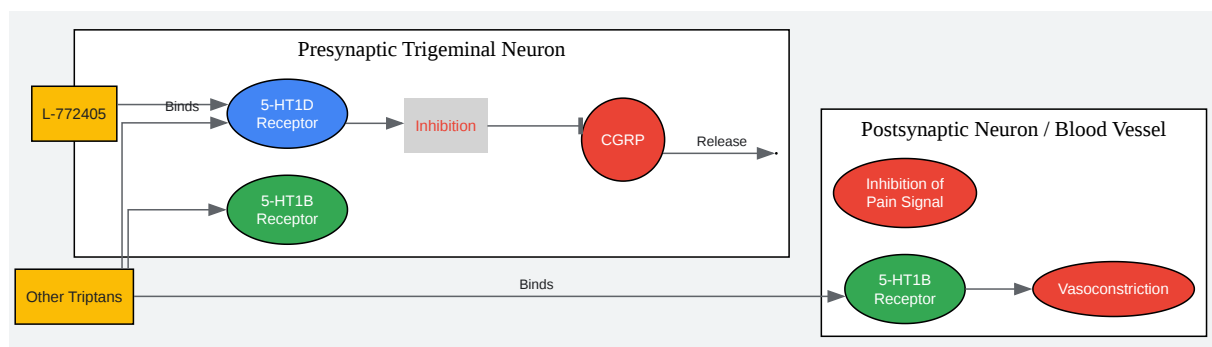 Presynaptic Trigeminal Neuron
L-772405
Binds
5-HT1D
Receptor
Inhibition
CGRP
Release
5-HT1B
Receptor
Other Triptans
Binds
Postsynaptic Neuron / Blood Vessel
Inhibition of
Pain Signal
5-HT1B
Receptor
Vasoconstriction